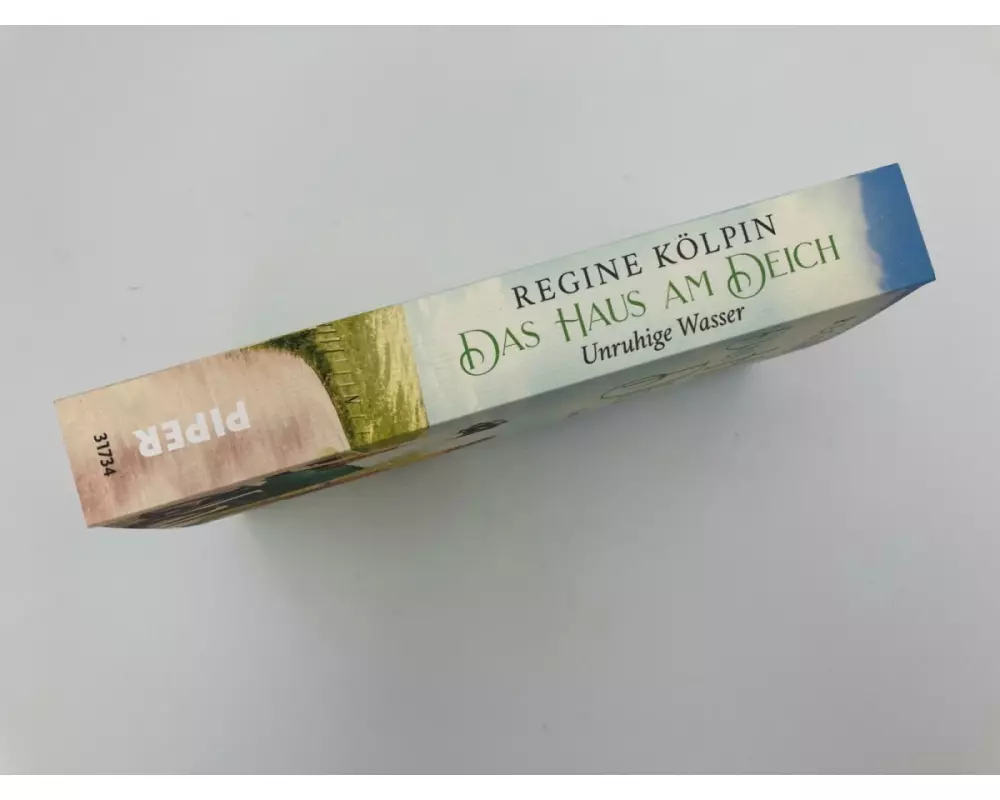 REGINE KÖLPIN
DAS HAUS AM DEICH
Unruhige Wasser
PIPER
31734